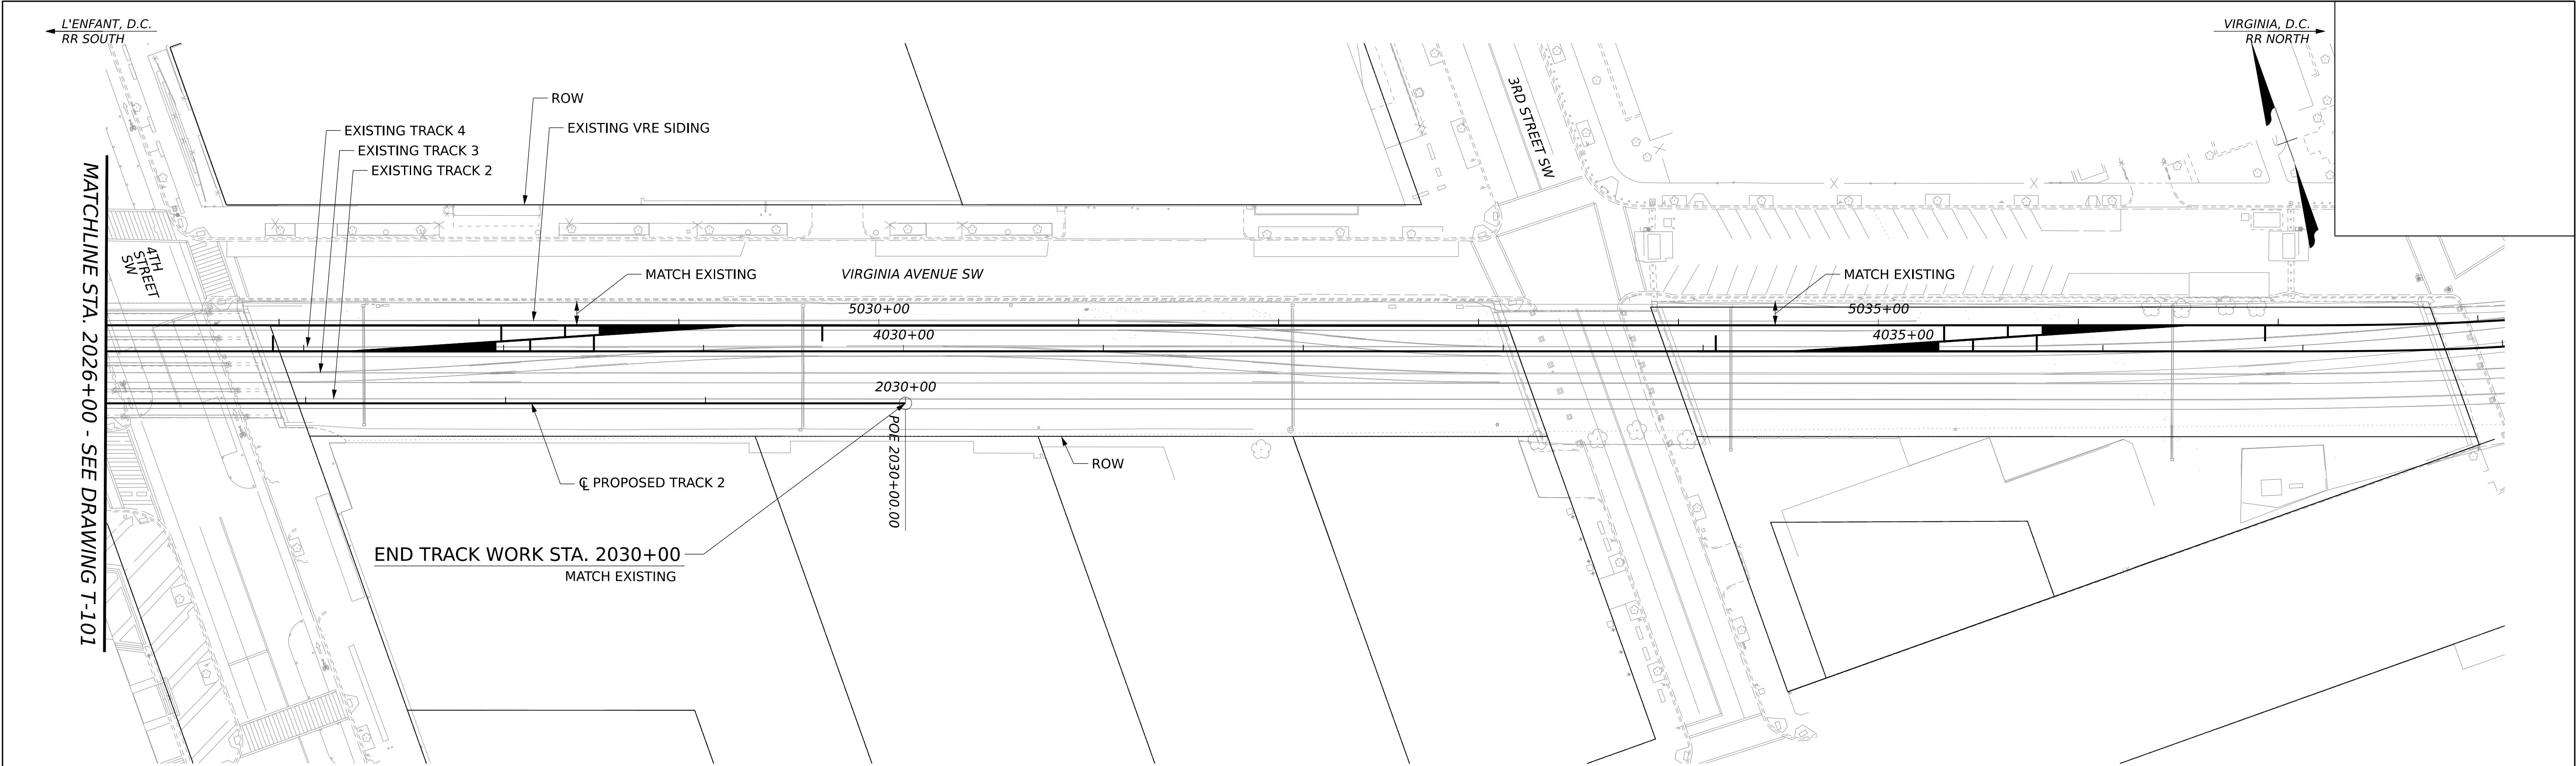 L'ENFANT, D.C.
RR SOUTH
VIRGINIA, D.C.
RR NORTH
ROW
EXISTING VRE SIDING
EXISTING TRACK 4
EXISTING TRACK 3
EXISTING TRACK 2
3RD STREET SW
MATCHLINE STA. 2026+00 - SEE DRAWING T-101
4TH
STREET
SW
MATCH EXISTING
VIRGINIA AVENUE SW
MATCH EXISTING
5030+00
5035+00
4030+00
4035+00
2030+00
POE 2030+00.00
ROW
℄ PROPOSED TRACK 2
END TRACK WORK STA. 2030+00
MATCH EXISTING